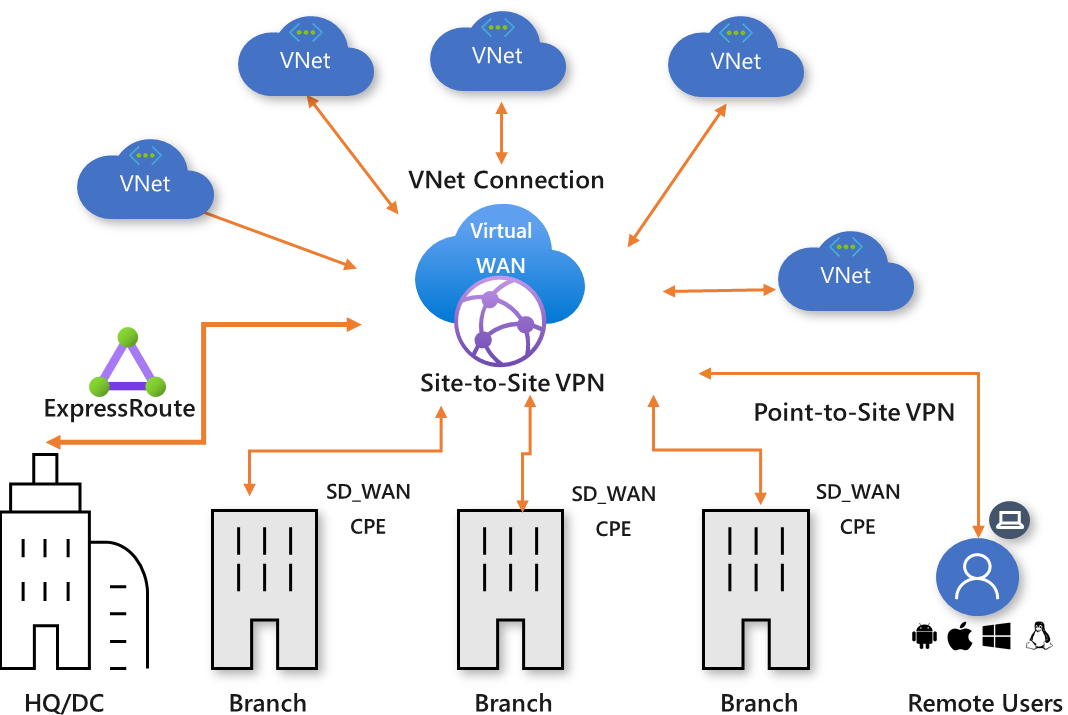 VNet
VNet
VNet
VNet
VNet Connection
Virtual
WAN
VNet
Site-to-Site VPN
ExpressRoute
Point-to-Site VPN
SD_WAN
CPE
SD_WAN
CPE
SD_WAN
CPE
HQ/DC
Branch
Branch
Branch
Remote Users